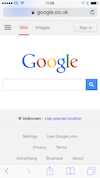 11:35
google.co.uk
Web Images Sign in
Google
Unknown - Use precise location
Settings Use Google.com
Privacy Terms
Advertising Business About